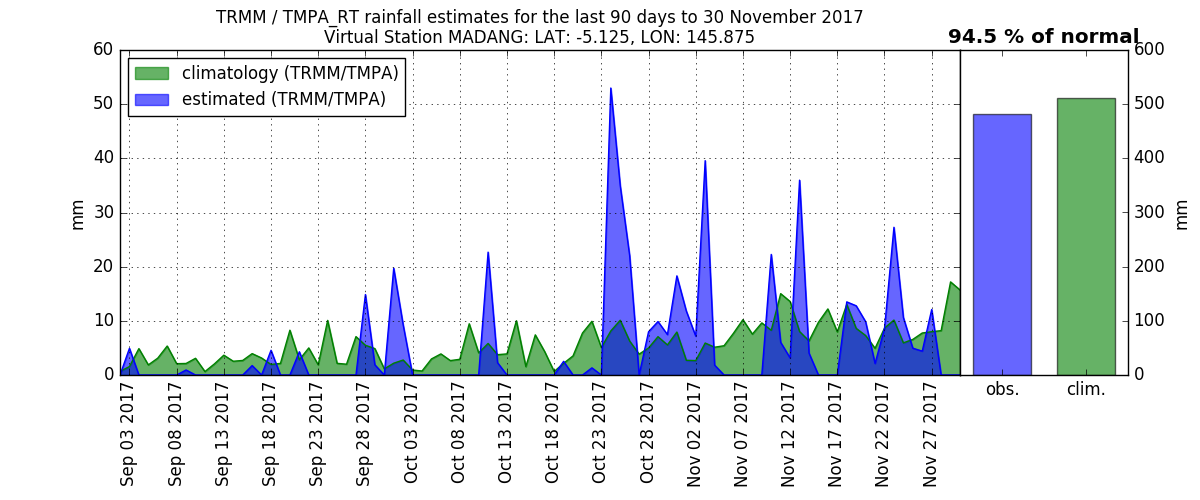 TRMM / TMPA_RT rainfall estimates for the last 90 days to 30 November 2017
Virtual Station MADANG: LAT: -5.125, LON: 145.875
94.5 % of normal
climatology (TRMM/TMPA)
estimated (TRMM/TMPA)
60
50
40
30
20
10
0
mm
600
500
400
300
200
100
0
mm
Sep 03 2017
Sep 08 2017
Sep 13 2017
Sep 18 2017
Sep 23 2017
Sep 28 2017
Oct 03 2017
Oct 08 2017
Oct 13 2017
Oct 18 2017
Oct 23 2017
Oct 28 2017
Nov 02 2017
Nov 07 2017
Nov 12 2017
Nov 17 2017
Nov 22 2017
Nov 27 2017
obs.
clim.